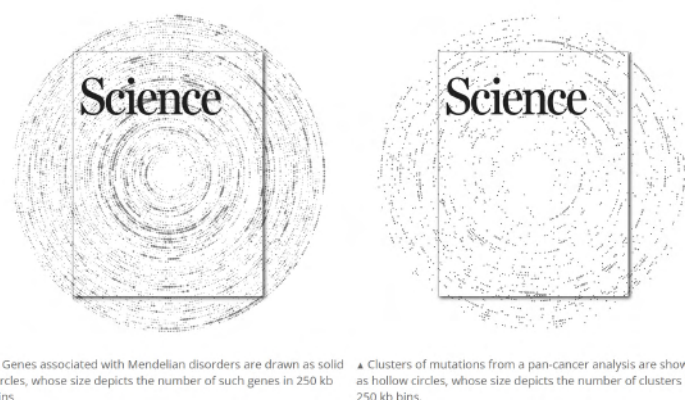 Science
Science
Genes associated with Mendelian disorders are drawn as solid
rcles, whose size depicts the number of such genes in 250 kb
ins.
▲ Clusters of mutations from a pan-cancer analysis are show
as hollow circles, whose size depicts the number of clusters
250 kb bins.